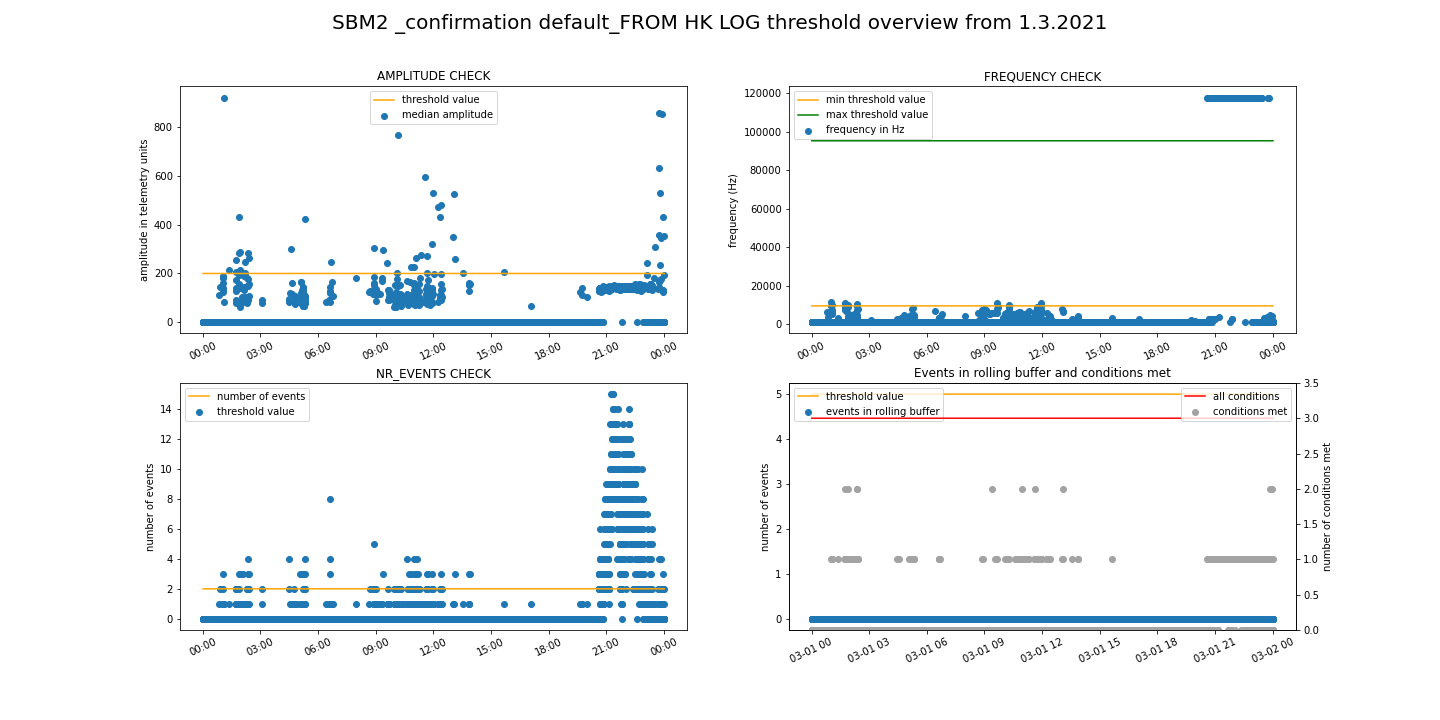 SBM2 _confirmation default_FROM HK LOG threshold overview from 1.3.2021
AMPLITUDE CHECK
threshold value
median amplitude
amplitude in telemetry units
800
600
400
200
0
00:00 03:00 06:00 09:00 12:00 15:00 18:00 21:00 00:00
FREQUENCY CHECK
min threshold value
max threshold value
frequency in Hz
frequency (Hz)
120000
100000
80000
60000
40000
20000
0
00:00 03:00 06:00 09:00 12:00 15:00 18:00 21:00 00:00
NR_EVENTS CHECK
number of events
threshold value
number of events
14
12
10
8
6
4
2
0
00:00 03:00 06:00 09:00 12:00 15:00 18:00 21:00 00:00
Events in rolling buffer and conditions met
threshold value
events in rolling buffer
all conditions
conditions met
number of events
5
4
3
2
1
0
3.5
3.0
2.5
2.0
1.5
1.0
0.5
0.0
number of conditions met
03-01 00 03-01 03 03-01 06 03-01 09 03-01 12 03-01 15 03-01 18 03-01 21 03-02 00